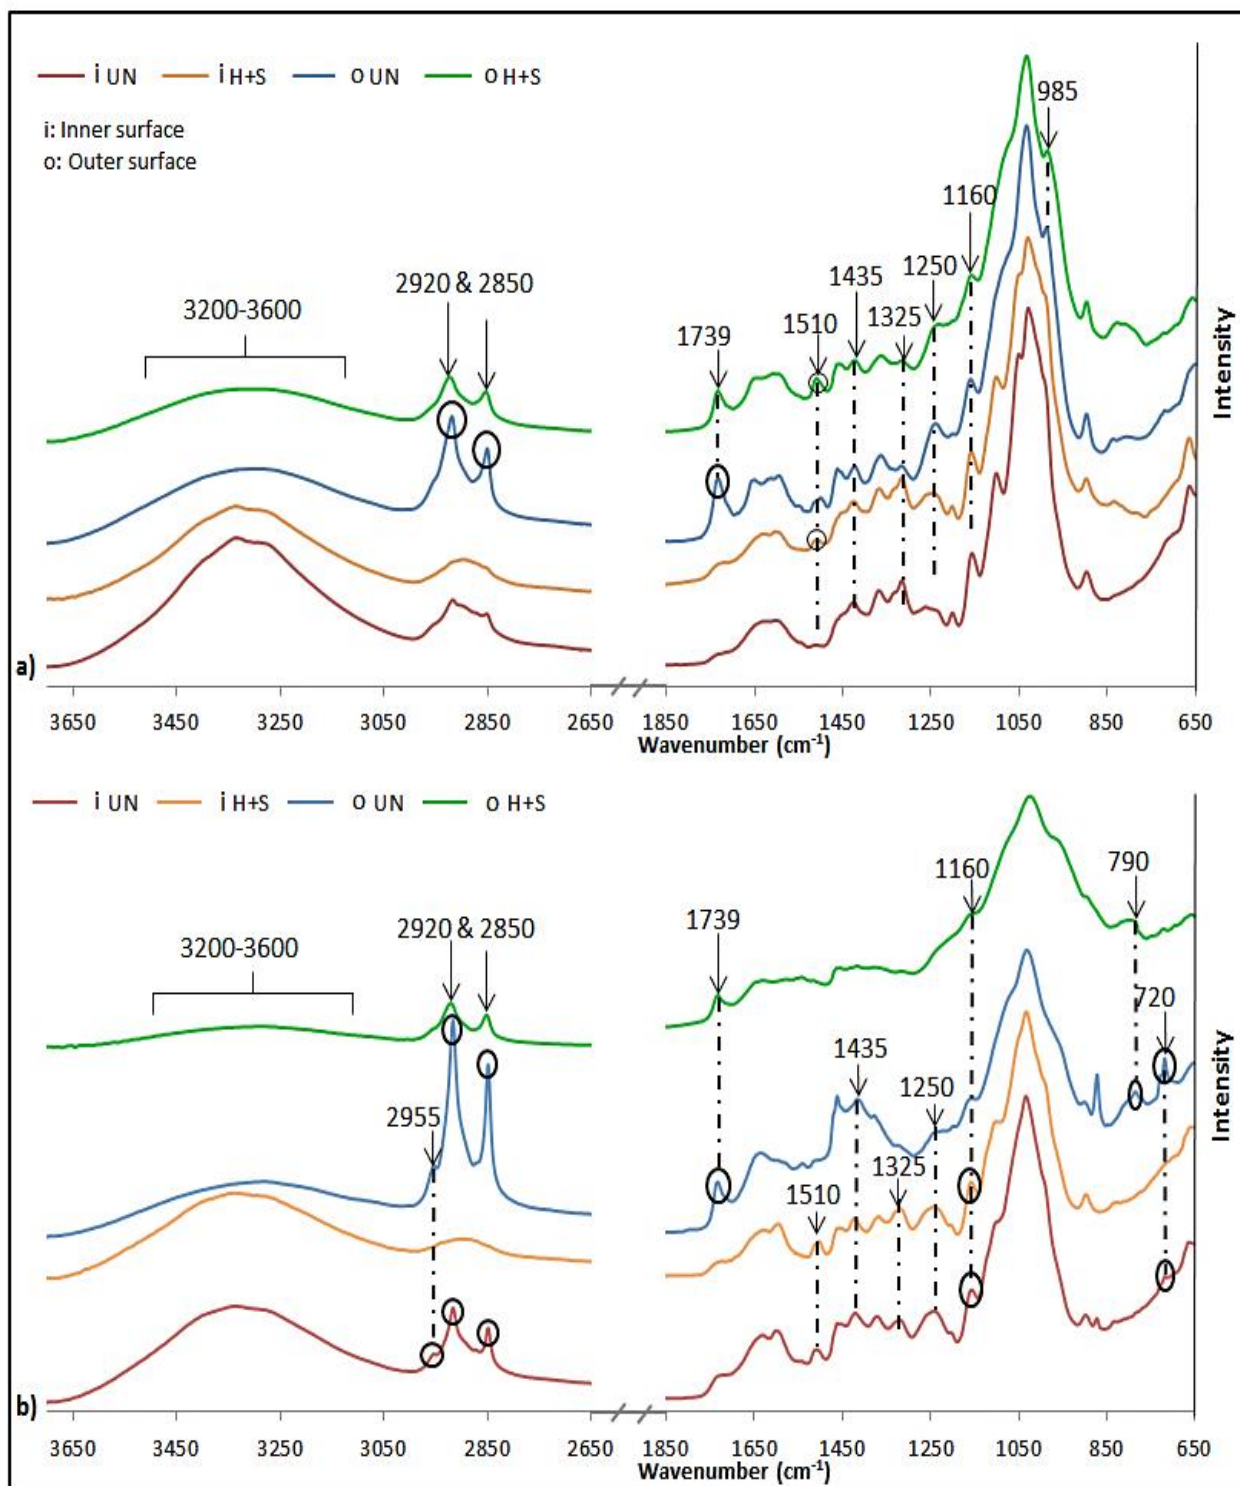 i UN i H+S o UN o H+S
i: Inner surface
o: Outer surface
985
1160
2920 & 2850
1250
1435
3200-3600
1510
1325
1739
Intensity
a)
3650 3450 3250 3050 2850 2650 1850 1650 1450 1250 1050 850 650
Wavenumber (cm-1)
i UN i H+S o UN o H+S
1160
790
2920 & 2850
1739
3200-3600
720
1435
1250
2955
1325
1510
Intensity
b)
3650 3450 3250 3050 2850 2650 1850 1650 1450 1250 1050 850 650
Wavenumber (cm-1)